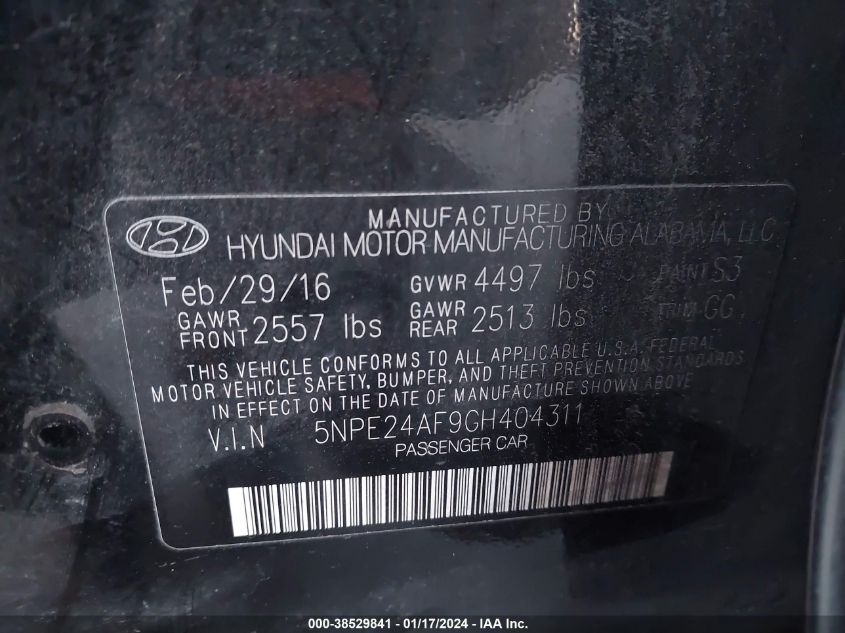 MANUFACTURED BY
HYUNDAI MOTOR MANUFACTURING ALABAMA, LLC
Feb/29/16 GVWR 4497 lbs PAINT S3
GAWR FRONT 2557 lbs GAWR REAR 2513 lbs TRIM GG
THIS VEHICLE CONFORMS TO ALL APPLICABLE U.S.A. FEDERAL
MOTOR VEHICLE SAFETY, BUMPER, AND THEFT PREVENTION STANDARDS
IN EFFECT ON THE DATE OF MANUFACTURE SHOWN ABOVE
V.I.N 5NPE24AF9GH404311
PASSENGER CAR
000-38529841 - 01/17/2024 - IAA Inc.